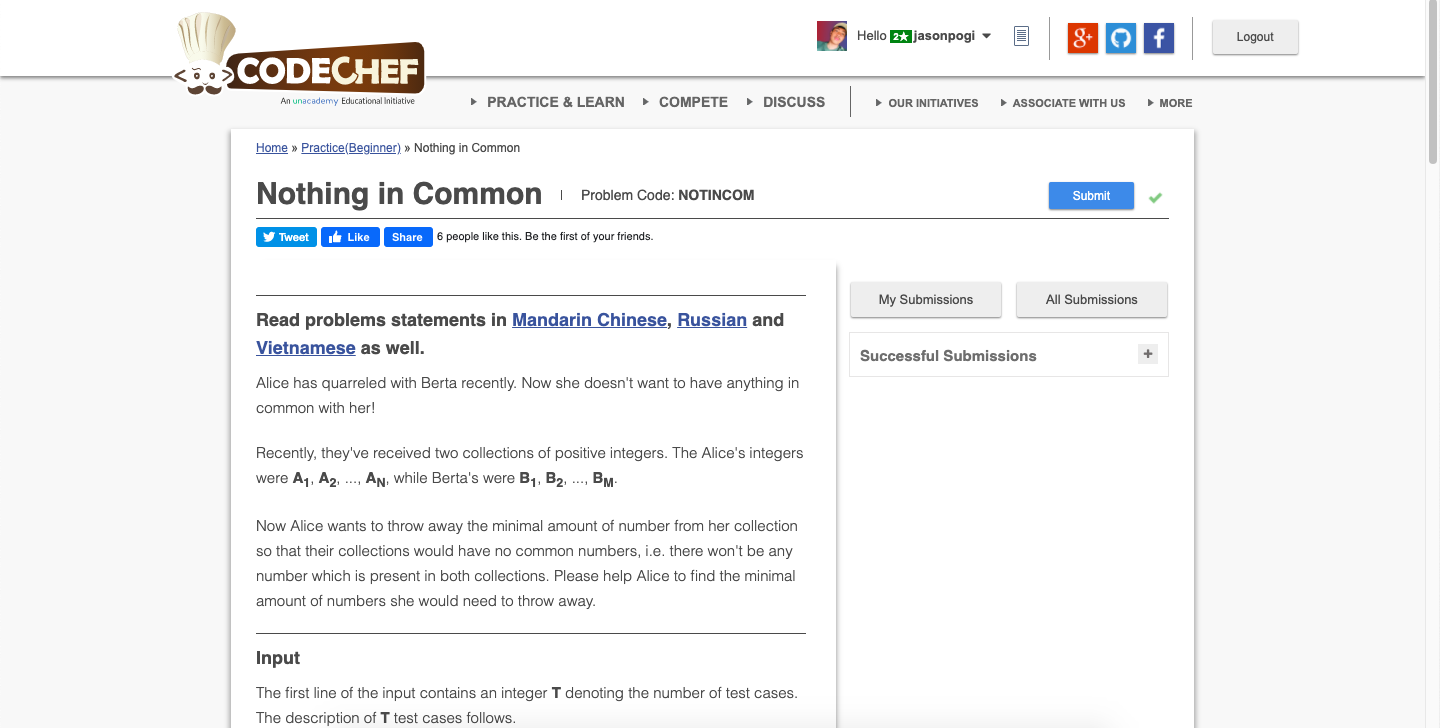 Hello 2★ jasonpogi
Logout
CODECHEF
An unacademy Educational Initiative
PRACTICE & LEARN COMPETE DISCUSS OUR INITIATIVES ASSOCIATE WITH US MORE
Home » Practice(Beginner) » Nothing in Common
Nothing in Common Problem Code: NOTINCOM
Submit
Tweet Like Share 6 people like this. Be the first of your friends.
Read problems statements in Mandarin Chinese, Russian and
Vietnamese as well.
Alice has quarreled with Berta recently. Now she doesn't want to have anything in
common with her!
Recently, they've received two collections of positive integers. The Alice's integers
were A1, A2, ..., AN, while Berta's were B1, B2, ..., BM.
Now Alice wants to throw away the minimal amount of number from her collection
so that their collections would have no common numbers, i.e. there won't be any
number which is present in both collections. Please help Alice to find the minimal
amount of numbers she would need to throw away.
Input
The first line of the input contains an integer T denoting the number of test cases.
The description of T test cases follows.
My Submissions All Submissions
Successful Submissions +